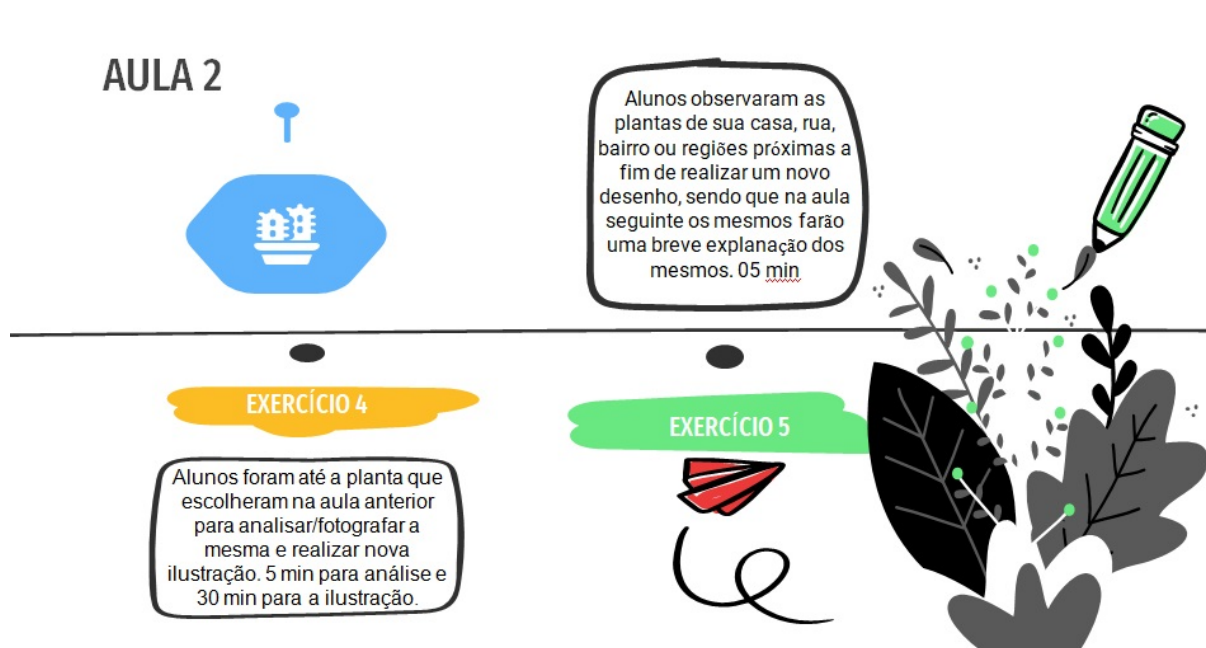 AULA 2
Alunos observaram as
plantas de sua casa, rua,
bairro ou regiões próximas a
fim de realizar um novo
desenho, sendo que na aula
seguinte os mesmos farão
uma breve explanação dos
mesmos. 05 min
EXERCÍCIO 4
Alunos foram até a planta que
escolheram na aula anterior
para analisar/fotografar a
mesma e realizar nova
ilustração. 5 min para análise e
30 min para a ilustração.
EXERCÍCIO 5